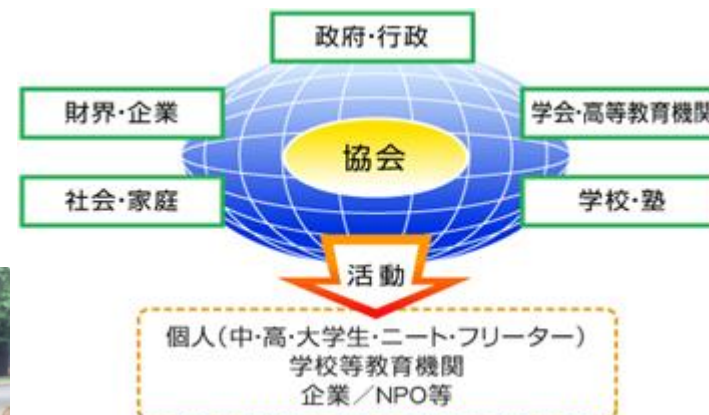 政府・行政
財界・企業
学会・高等教育機関
協会
社会・家庭
学校・塾
活動
個人（中・高・大学生・ニート・フリーター）
学校等教育機関
企業／NPO等